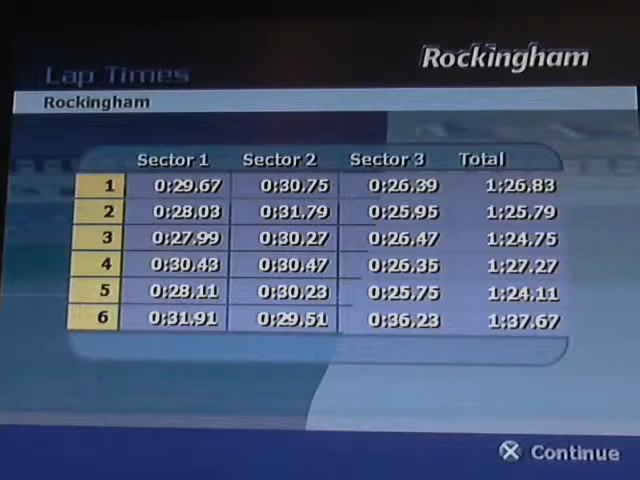 Rockingham
Lap Times
Rockingham
Sector 1 Sector 2 Sector 3 Total
1 0:29.67 0:30.75 0:26.39 1:26.83
2 0:28.03 0:31.79 0:25.95 1:25.79
3 0:27.99 0:30.27 0:26.47 1:24.75
4 0:30.43 0:30.47 0:26.35 1:27.27
5 0:28.11 0:30.23 0:25.75 1:24.11
6 0:31.91 0:29.51 0:36.23 1:37.67
Continue